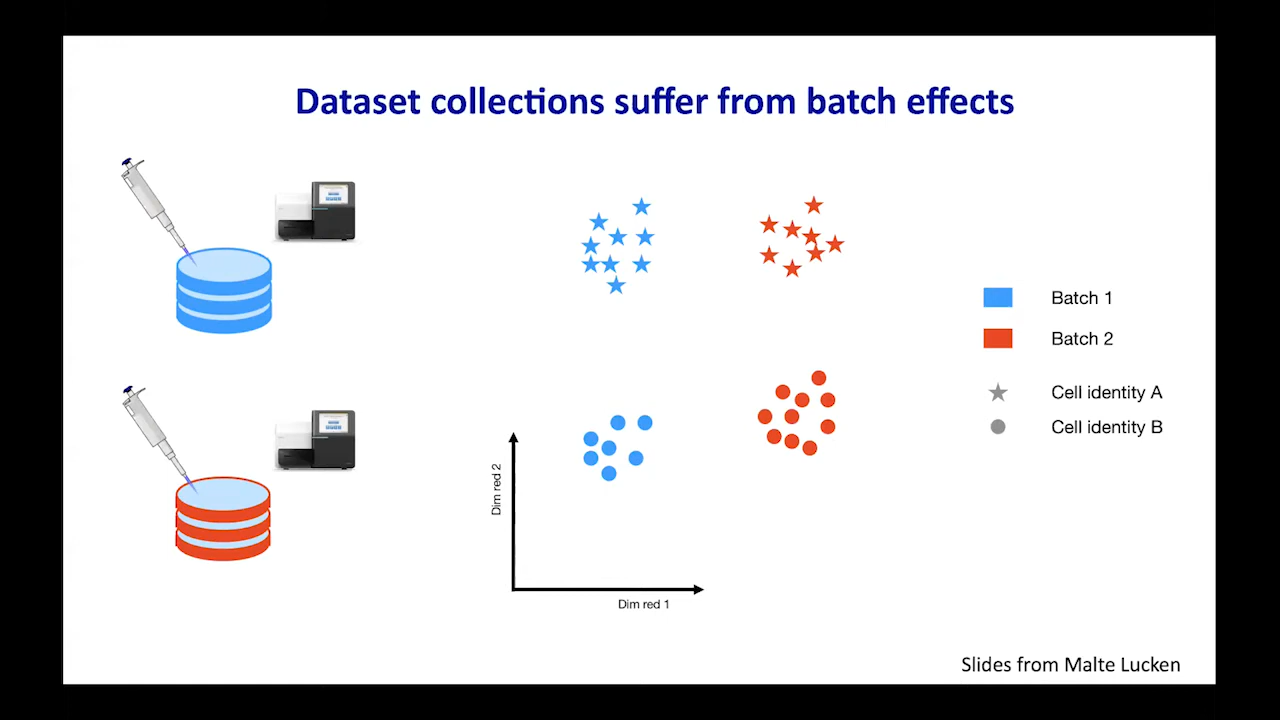 Dataset collections suffer from batch effects
Batch 1
Batch 2
Cell identity A
Cell identity B
Dim red 2
Dim red 1
Slides from Malte Lucken